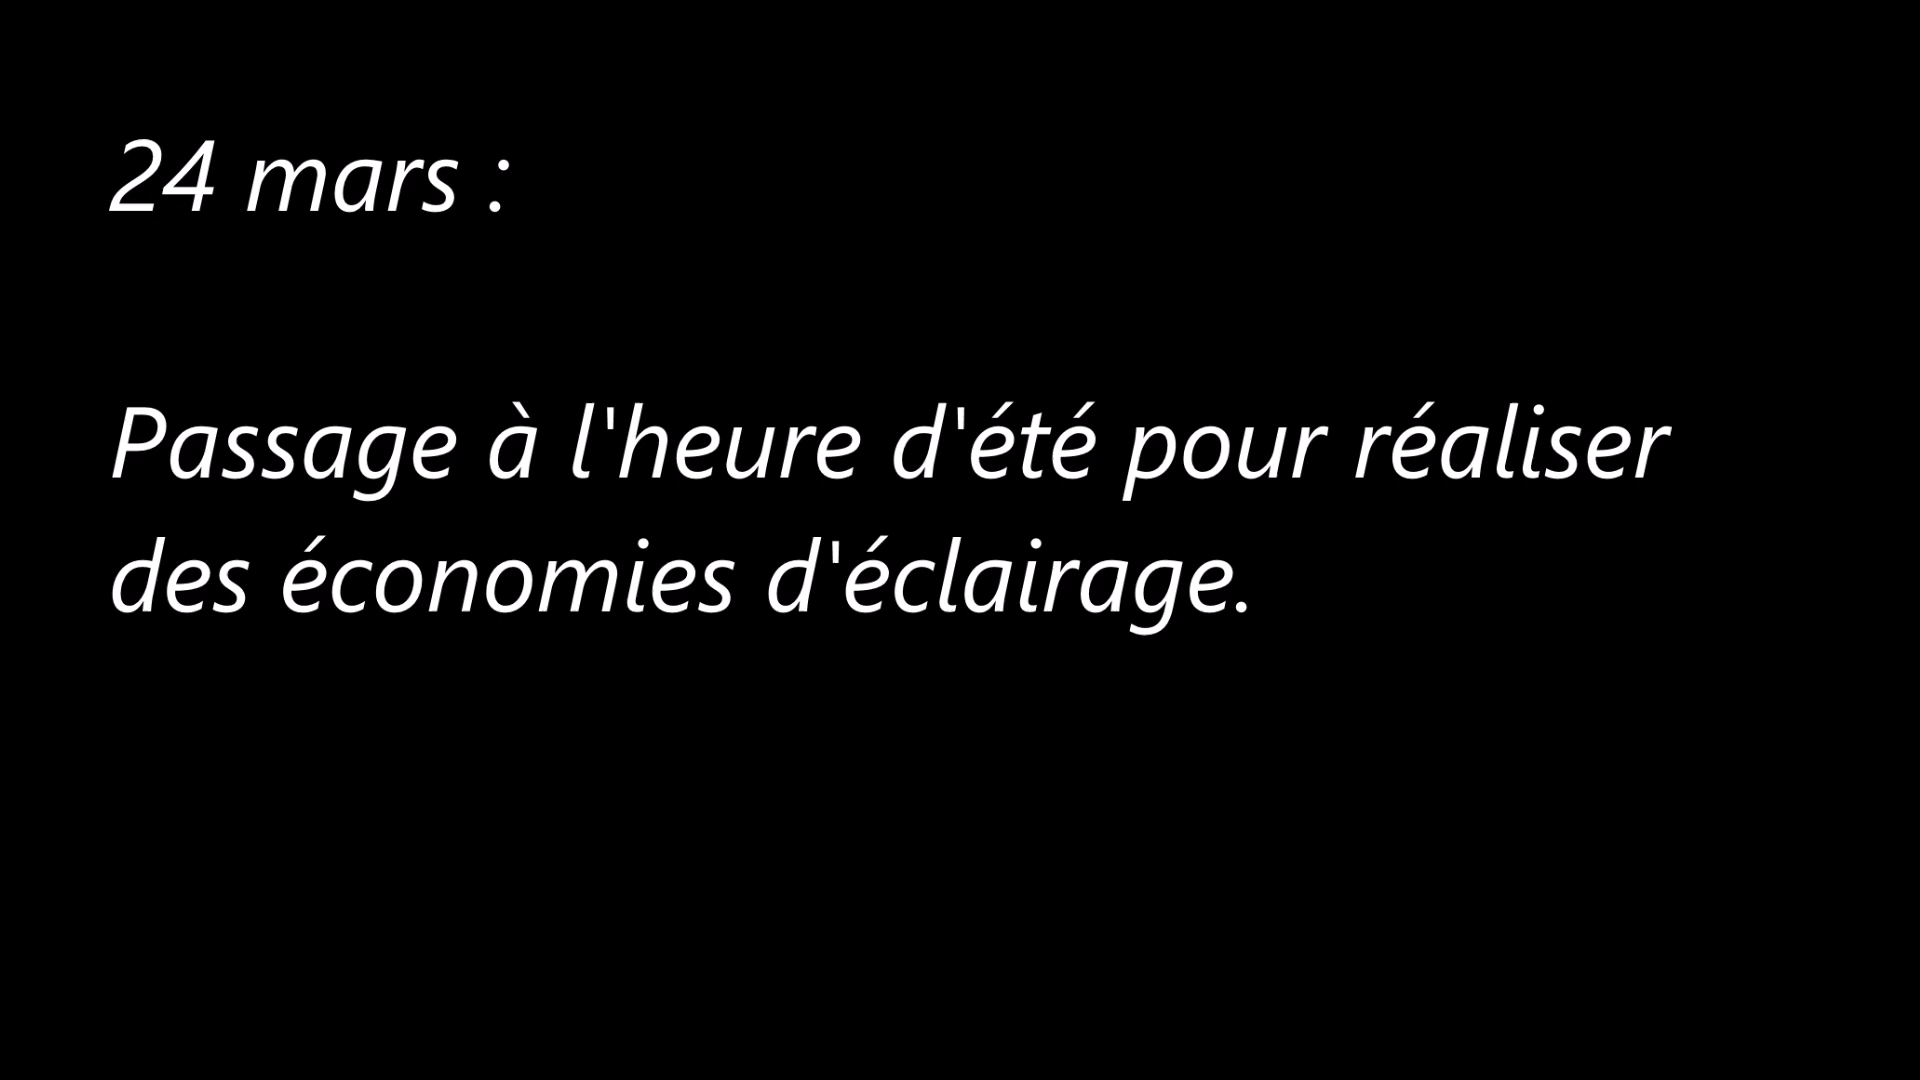 24 mars :
Passage à l'heure d'été pour réaliser
des économies d'éclairage.